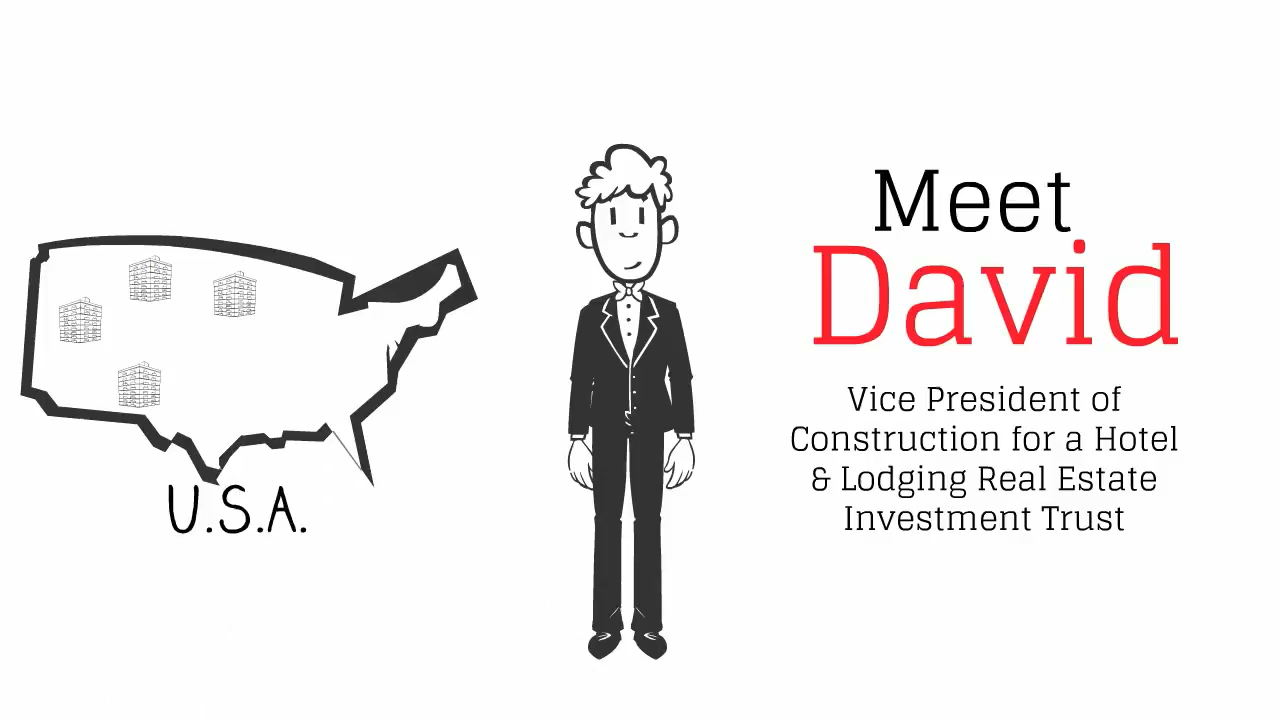 Meet
David
Vice President of
Construction for a Hotel
& Lodging Real Estate
Investment Trust
U.S.A.